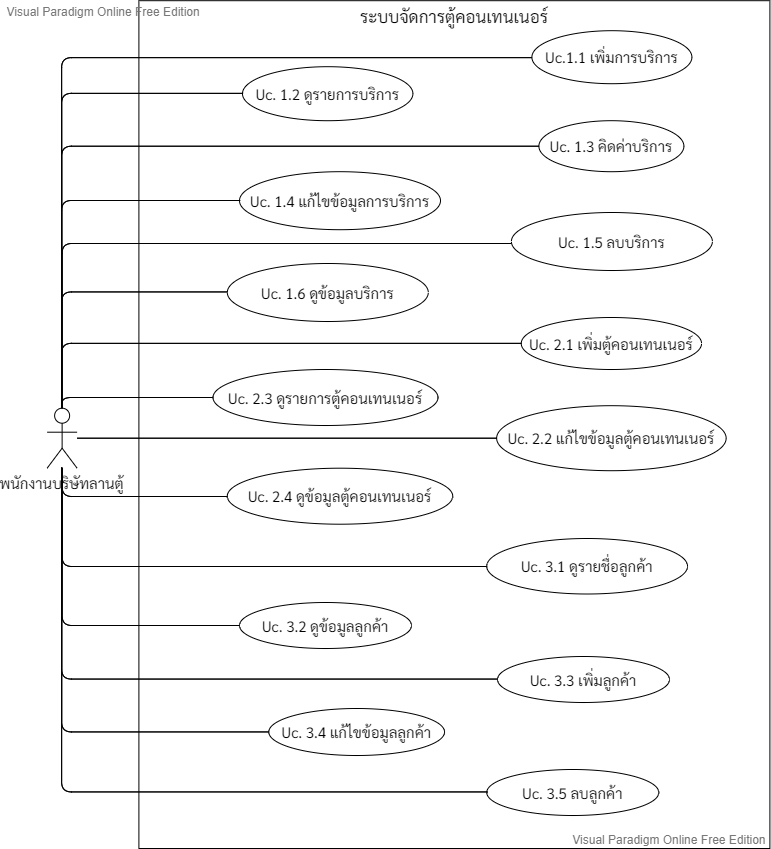 Visual Paradigm Online Free Edition
ระบบจัดการตู้คอนเทนเนอร์
Uc.1.1 เพิ่มการบริการ
Uc. 1.2 ดูรายการบริการ
Uc. 1.3 คิดค่าบริการ
Uc. 1.4 แก้ไขข้อมูลการบริการ
Uc. 1.5 ลบบริการ
Uc. 1.6 ดูข้อมูลบริการ
Uc. 2.1 เพิ่มตู้คอนเทนเนอร์
Uc. 2.3 ดูรายการตู้คอนเทนเนอร์
Uc. 2.2 แก้ไขข้อมูลตู้คอนเทนเนอร์
พนักงานบริษัทลานตู้
Uc. 2.4 ดูข้อมูลตู้คอนเทนเนอร์
Uc. 3.1 ดูรายชื่อลูกค้า
Uc. 3.2 ดูข้อมูลลูกค้า
Uc. 3.3 เพิ่มลูกค้า
Uc. 3.4 แก้ไขข้อมูลลูกค้า
Uc. 3.5 ลบลูกค้า
Visual Paradigm Online Free Edition